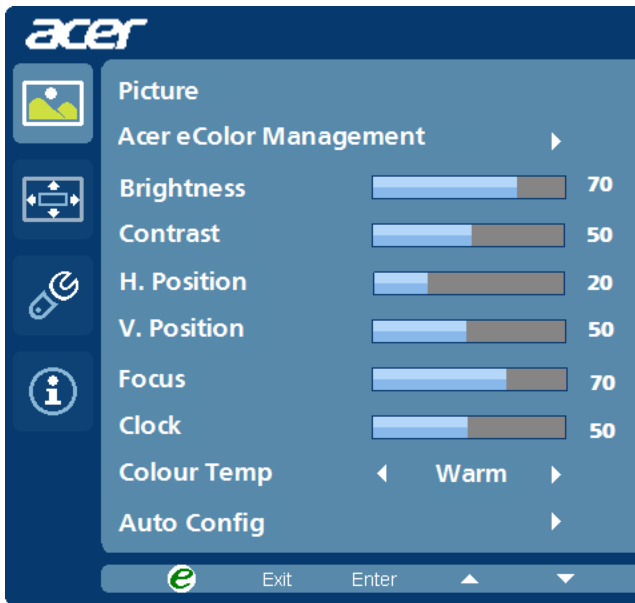 acer
Picture
Acer eColor Management
Brightness 70
Contrast 50
H. Position 20
V. Position 50
Focus 70
Clock 50
Colour Temp Warm
Auto Config
e Exit Enter